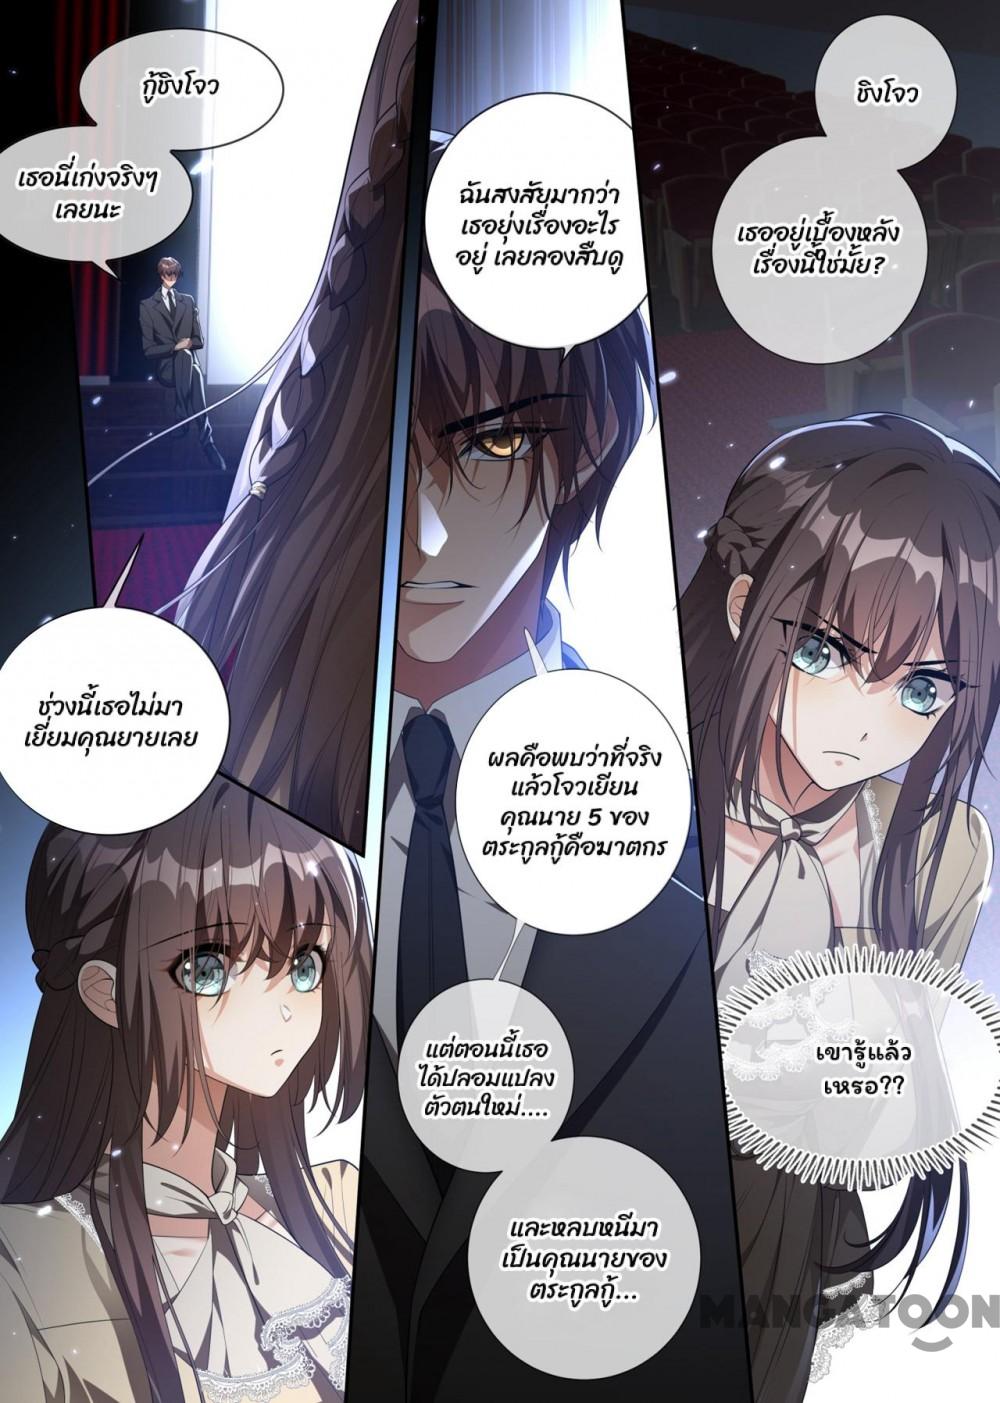 กู้ชิงโจว
เธอนี่เก่งจริงๆ
เลยนะ
ช่วงนี้เธอไม่มา
เยี่ยมคุณยายเลย
ฉันสงสัยมากว่า
เธอยุ่งเรื่องอะไร
อยู่ เลยลองสืบดู
ผลคือพบว่าที่จริง
แล้วโจวเยียน
คุณนาย 5 ของ
ตระกูลกู้คือฆาตกร
แต่ตอนนี้เธอ
ได้ปลอมแปลง
ตัวตนใหม่....
และหลบหนีมา
เป็นคุณนายของ
ตระกูลกู้...
ชิงโจว
เธออยู่เบื้องหลัง
เรื่องนี้ใช่มั้ย?
เขารู้แล้ว
เหรอ??
MANGATOON